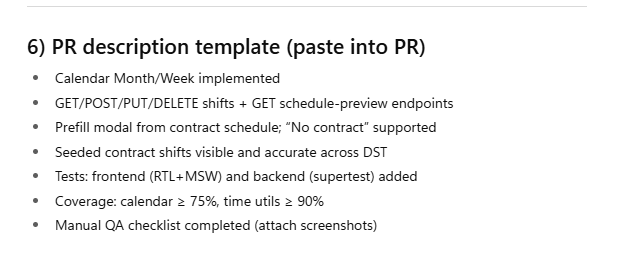 6) PR description template (paste into PR)
• Calendar Month/Week implemented
• GET/POST/PUT/DELETE shifts + GET schedule-preview endpoints
• Prefill modal from contract schedule; “No contract” supported
• Seeded contract shifts visible and accurate across DST
• Tests: frontend (RTL+MSW) and backend (supertest) added
• Coverage: calendar ≥ 75%, time utils ≥ 90%
• Manual QA checklist completed (attach screenshots)